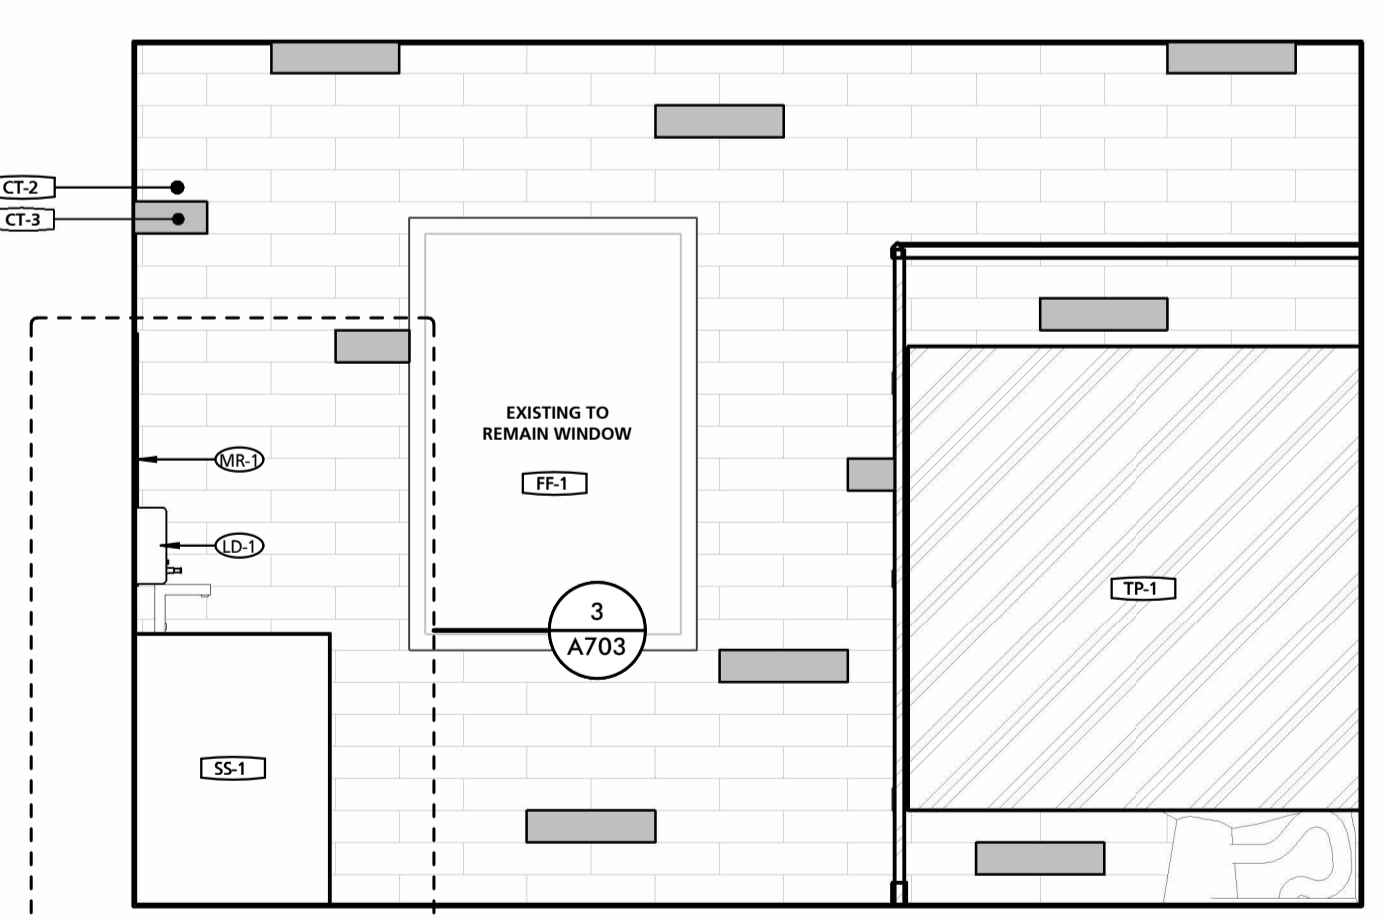 CT-2
CT-3
EXISTING TO
REMAIN WINDOW
MR-1
FF-1
LD-1
TP-1
3
A703
SS-1